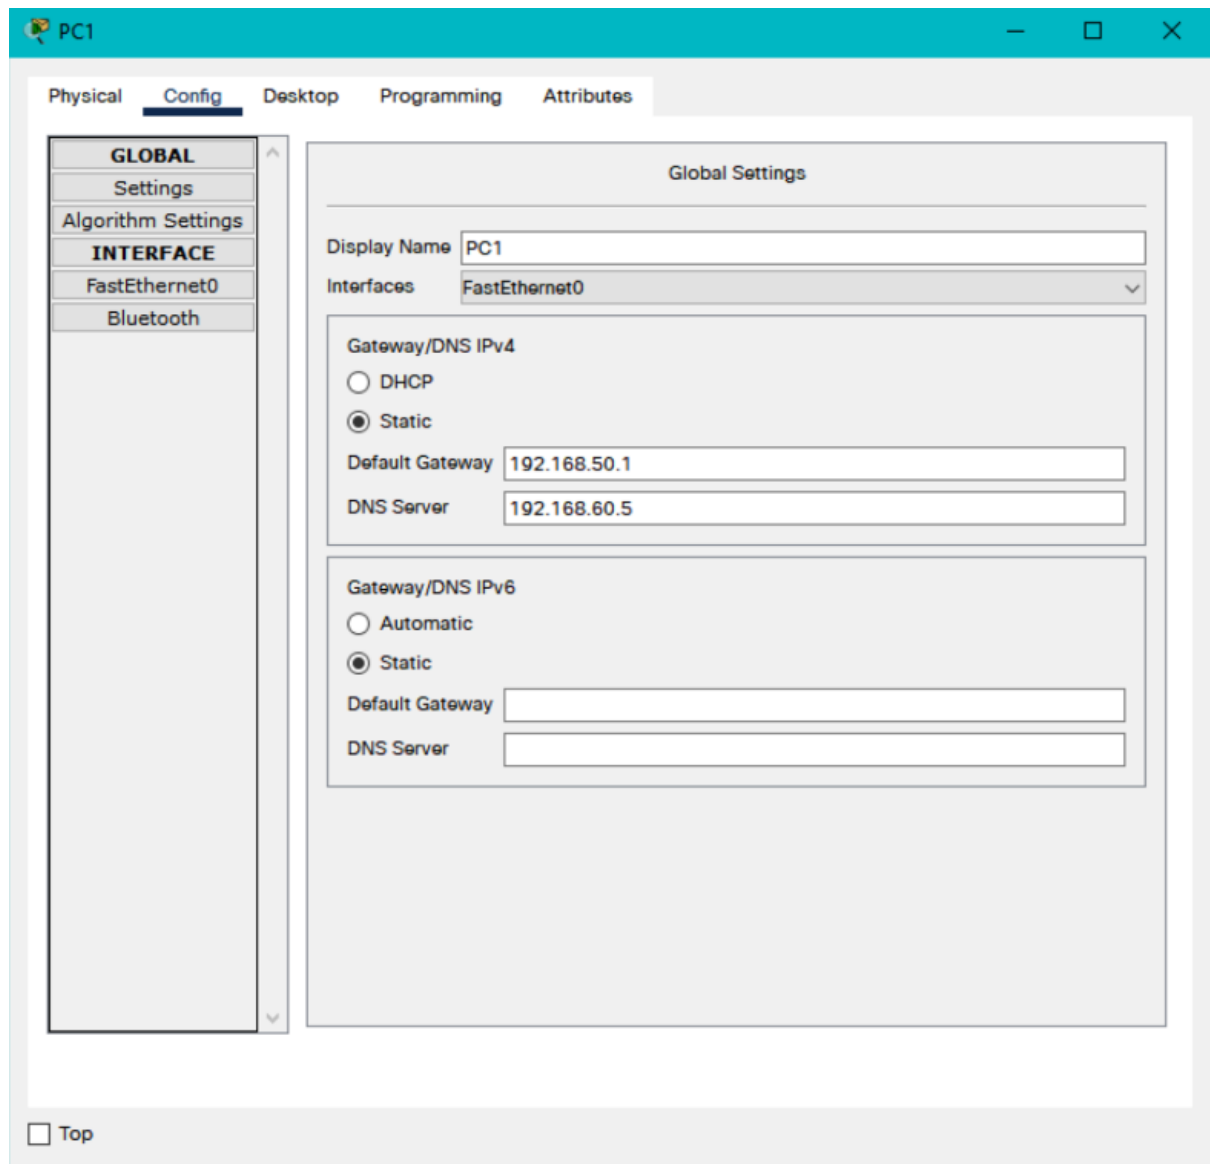 PC1
Physical Config Desktop Programming Attributes
GLOBAL
Settings
Algorithm Settings
INTERFACE
FastEthernet0
Bluetooth
Global Settings
Display Name PC1
Interfaces FastEthernet0
Gateway/DNS IPv4
DHCP
Static
Default Gateway 192.168.50.1
DNS Server 192.168.60.5
Gateway/DNS IPv6
Automatic
Static
Default Gateway
DNS Server
Top